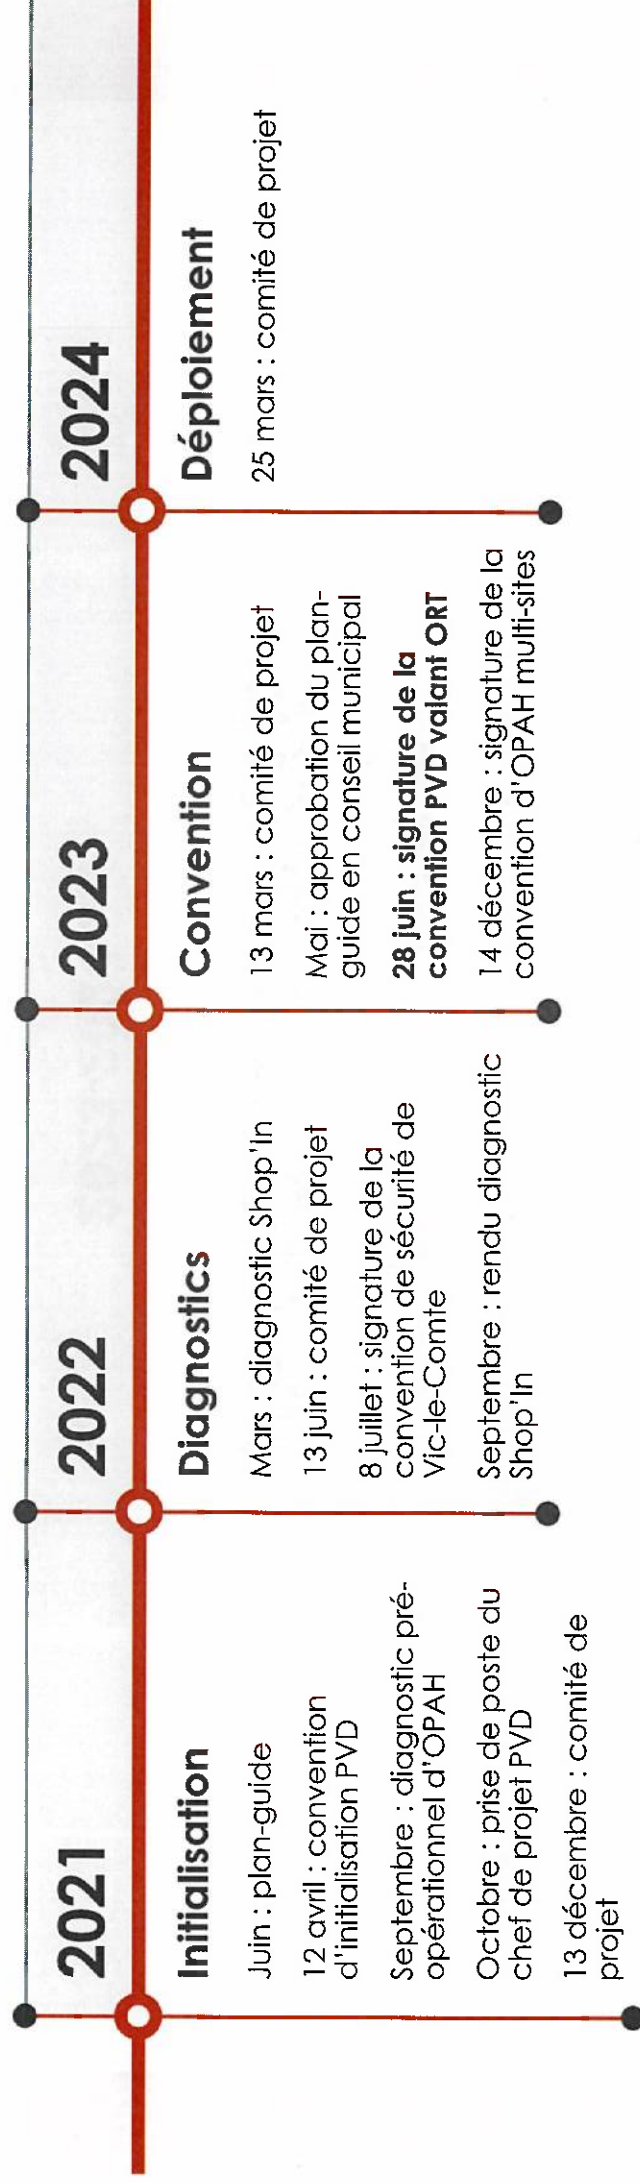 2021
Initialisation
Juin : plan-guide
12 avril : convention
d'initialisation PVD
Septembre : diagnostic pré-
opérationnel d'OPAH
Octobre : prise de poste du
chef de projet PVD
13 décembre : comité de
projet
2022
Diagnostics
Mars : diagnostic Shop'In
13 juin : comité de projet
8 juillet : signature de la
convention de sécurité de
Vic-le-Comte
Septembre : rendu diagnostic
Shop'In
2023
Convention
13 mars : comité de projet
Mai : approbation du plan-
guide en conseil municipal
28 juin : signature de la
convention PVD valant ORT
14 décembre : signature de la
convention d'OPAH multi-sites
2024
Déploiement
25 mars : comité de projet